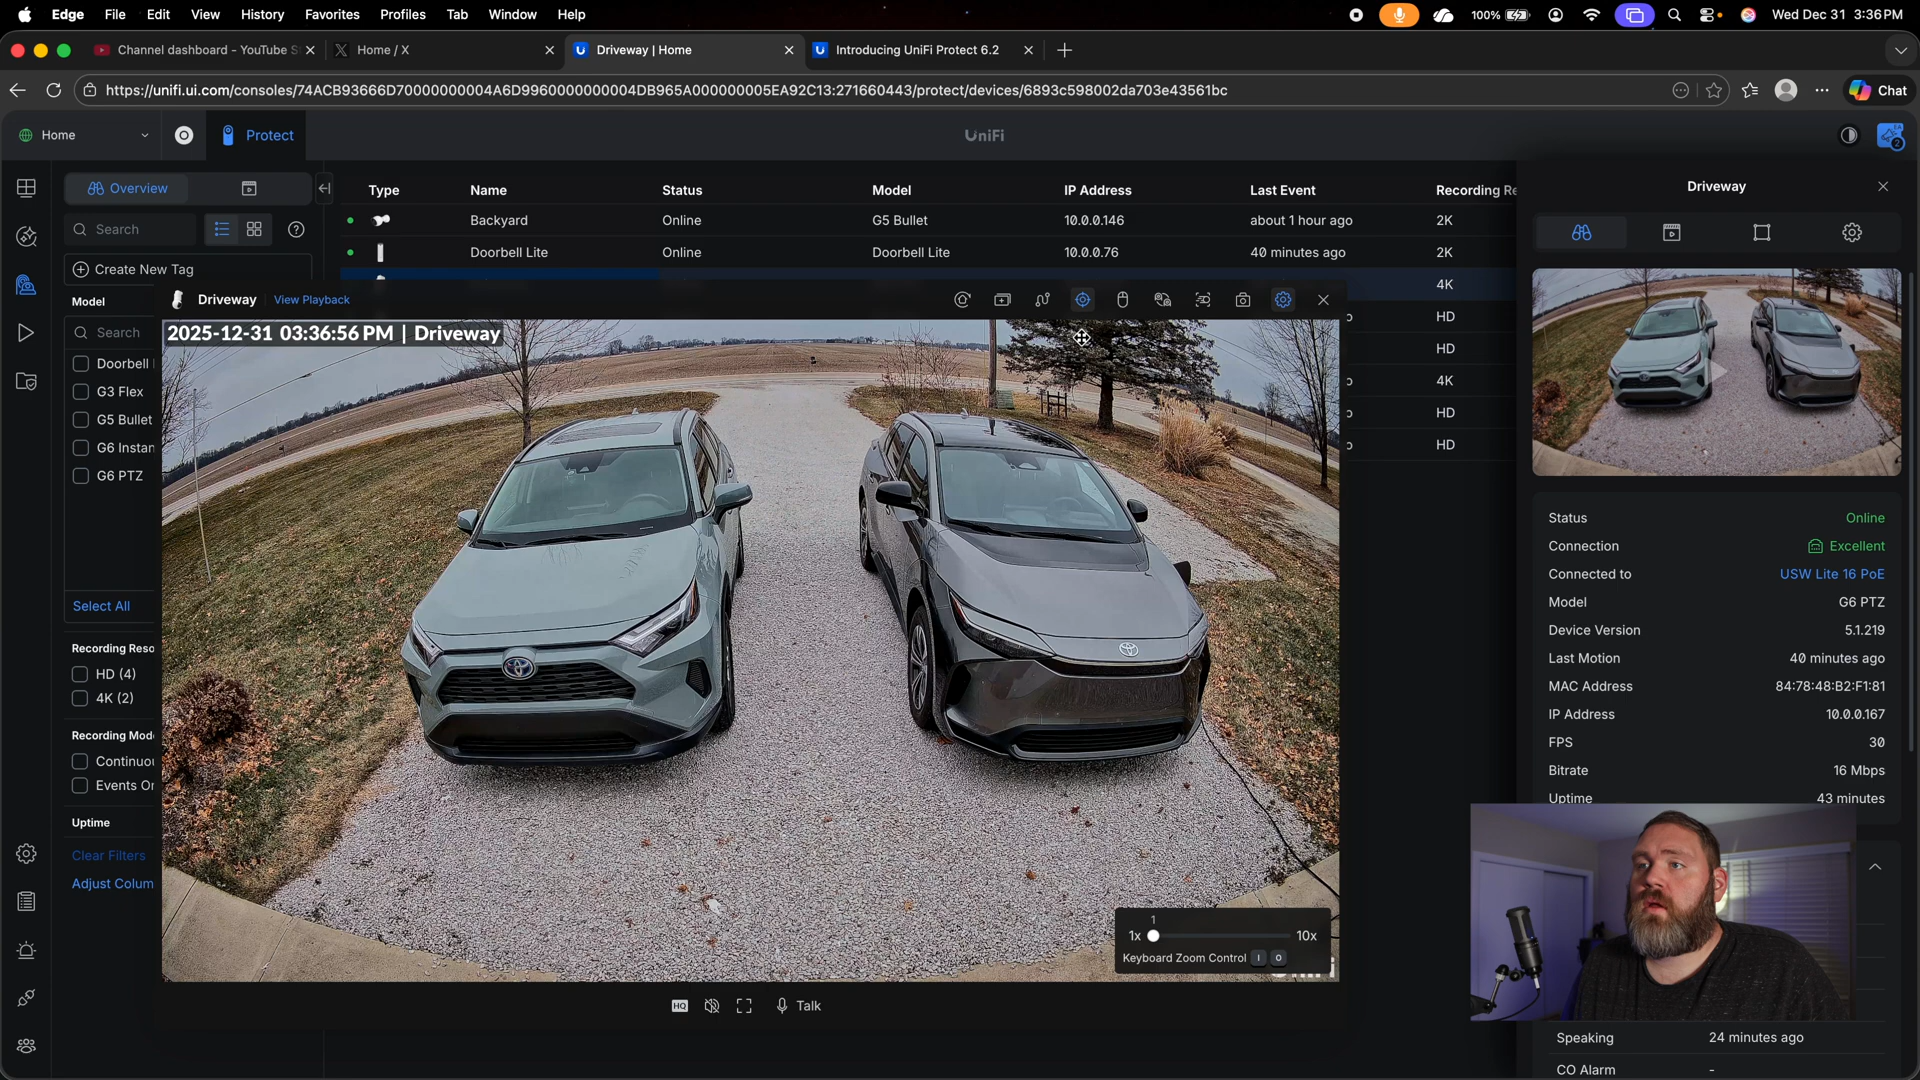 Edge File Edit View History Favorites Profiles Tab Window Help 100% Wed Dec 31 3:36 PM
Channel dashboard - YouTube S Home / X Driveway | Home Introducing UniFi Protect 6.2
https://unifi.ui.com/consoles/74ACB93666D70000000004A6D9960000000004DB965A000000005EA92C13:271660443/protect/devices/6893c598002da703e43561bc Chat
Home Protect UniFi EA 2
Overview Type Name Status Model IP Address Last Event Recording Re Driveway
Search Backyard Online G5 Bullet 10.0.0.146 about 1 hour ago 2K
Doorbell Lite Online Doorbell Lite 10.0.0.76 40 minutes ago 2K
Create New Tag
4K
Model Driveway View Playback
HD
HD
4K
HD
HD
2025-12-31 03:36:56 PM | Driveway
Search
Doorbell
G3 Flex
G5 Bullet
G6 Instan
G6 PTZ
Select All
Recording Reso
HD (4)
4K (2)
Recording Mode
Continuou
Events On
Uptime
Clear Filters
Adjust Colum
1
1x 10x
Keyboard Zoom Control I O
HQ Talk
Status Online
Connection Excellent
Connected to USW Lite 16 PoE
Model G6 PTZ
Device Version 5.1.219
Last Motion 40 minutes ago
MAC Address 84:78:48:B2:F1:81
IP Address 10.0.0.167
FPS 30
Bitrate 16 Mbps
Uptime 43 minutes
Speaking 24 minutes ago
CO Alarm -